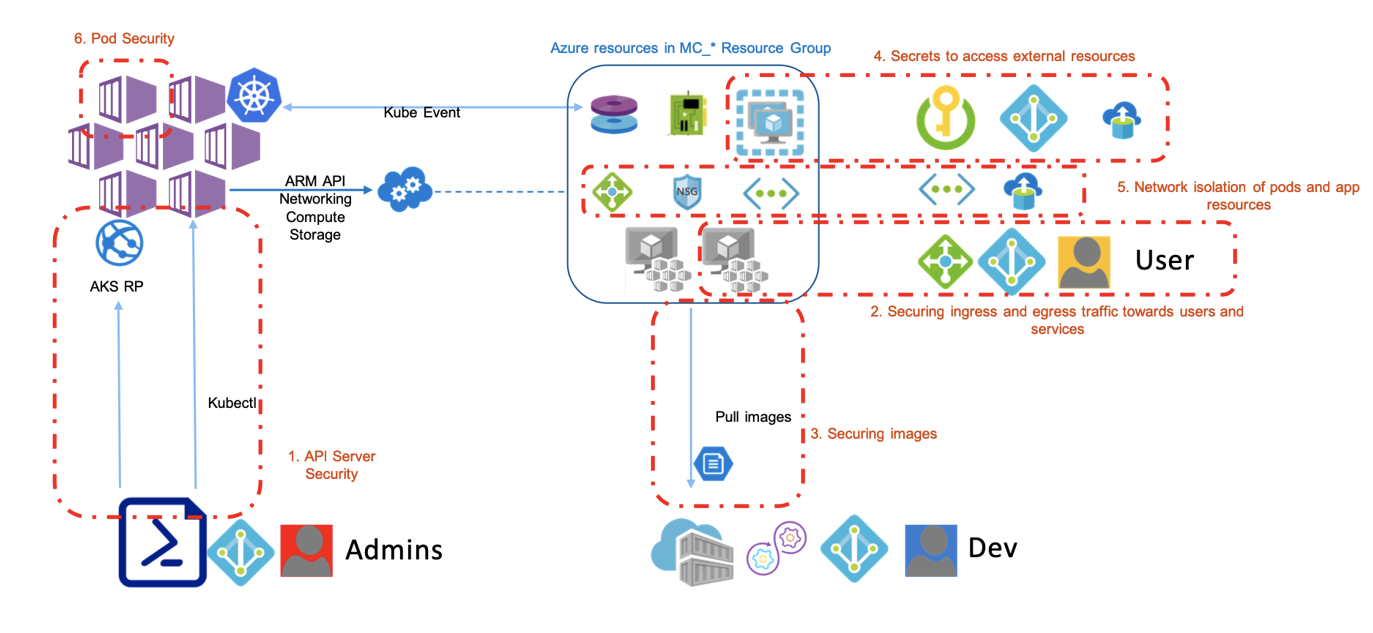 6. Pod Security
Azure resources in MC_* Resource Group
4. Secrets to access external resources
Kube Event
ARM API
Networking
Compute
Storage
NSG
5. Network isolation of pods and app
resources
AKS RP
User
2. Securing ingress and egress traffic towards users and
services
Kubectl
Pull images
3. Securing images
1. API Server
Security
Admins
Dev